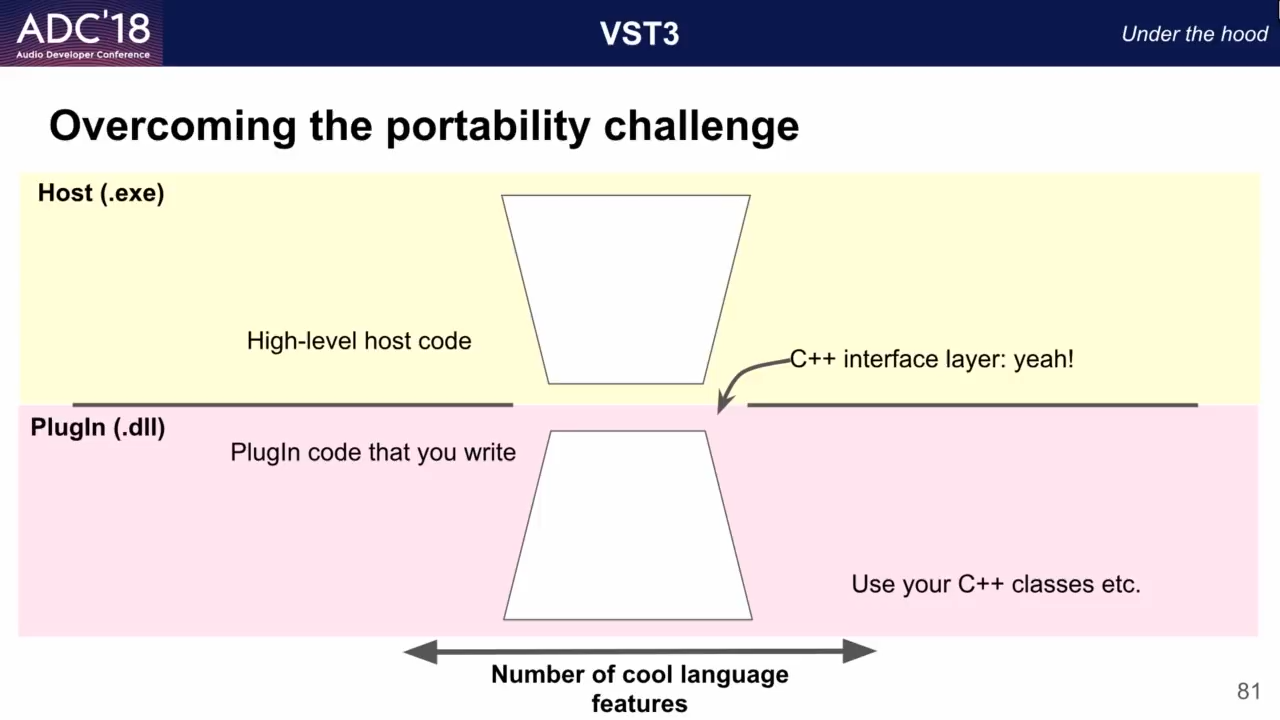 ADC'18
Audio Developer Conference
VST3
Under the hood
Overcoming the portability challenge
Host (.exe)
High-level host code
C++ interface layer: yeah!
PlugIn (.dll)
PlugIn code that you write
Use your C++ classes etc.
Number of cool language
features
81